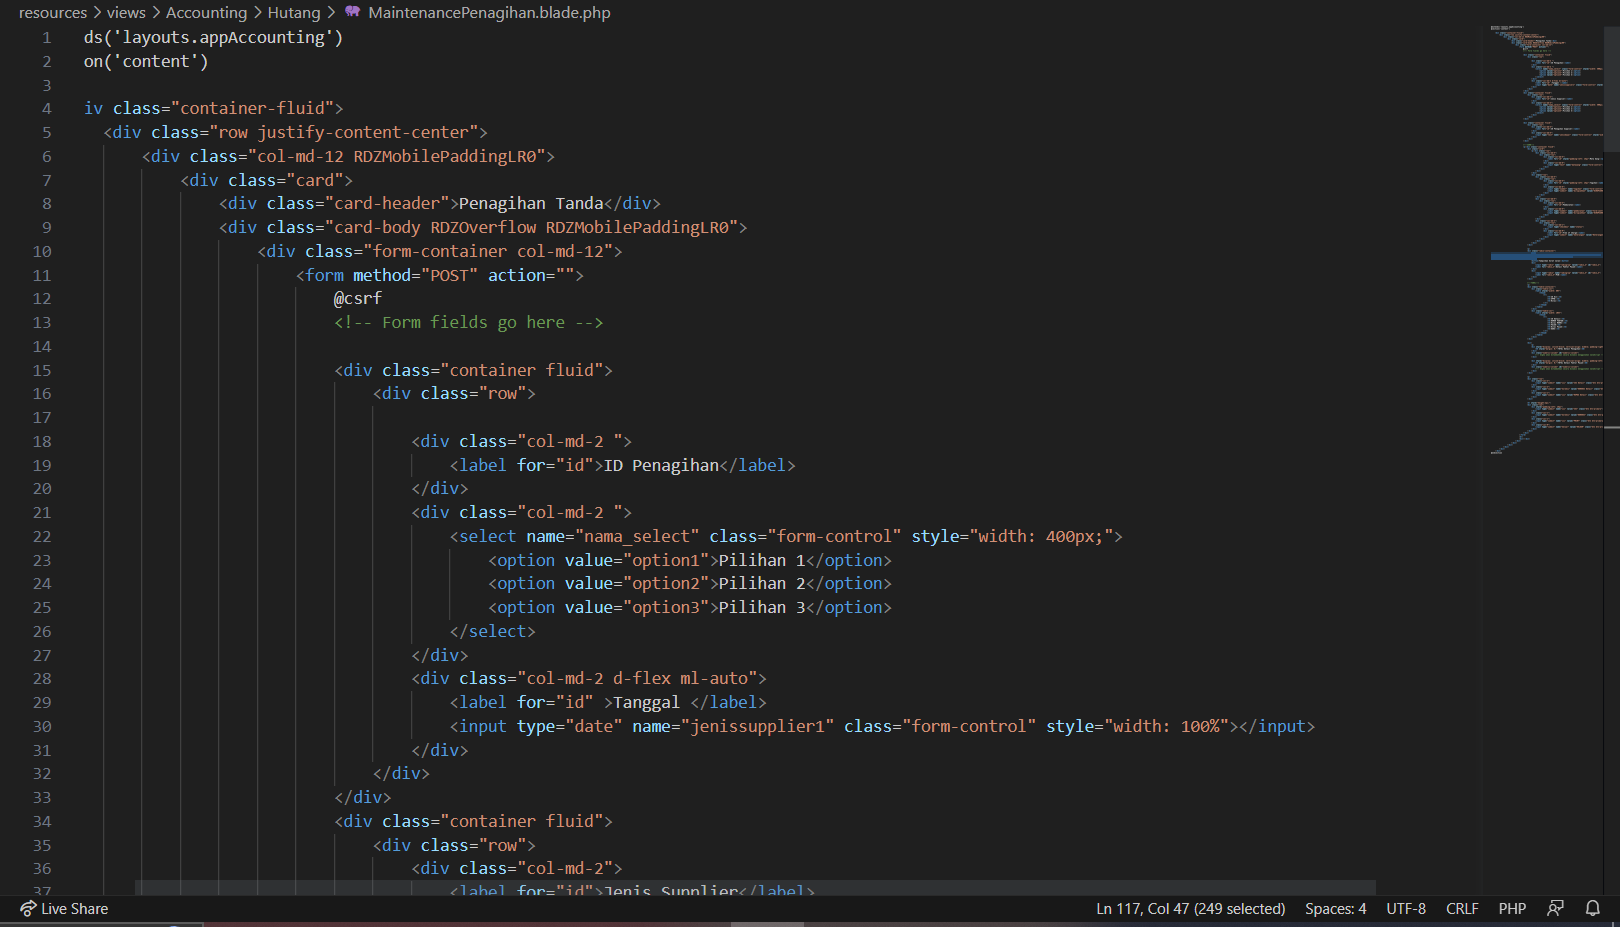 resources > views > Accounting > Hutang > MaintenancePenagihan.blade.php
1 ds('layouts.appAccounting')
2 on('content')
3
4 iv class="container-fluid">
5 <div class="row justify-content-center">
6 <div class="col-md-12 RDZMobilePaddingLR0">
7 <div class="card">
8 <div class="card-header">Penagihan Tanda</div>
9 <div class="card-body RDZOverflow RDZMobilePaddingLR0">
10 <div class="form-container col-md-12">
11 <form method="POST" action="">
12 @csrf
13 <!-- Form fields go here -->
14
15 <div class="container fluid">
16 <div class="row">
17
18 <div class="col-md-2 ">
19 <label for="id">ID Penagihan</label>
20 </div>
21 <div class="col-md-2 ">
22 <select name="nama_select" class="form-control" style="width: 400px;">
23 <option value="option1">Pilihan 1</option>
24 <option value="option2">Pilihan 2</option>
25 <option value="option3">Pilihan 3</option>
26 </select>
27 </div>
28 <div class="col-md-2 d-flex ml-auto">
29 <label for="id" >Tanggal </label>
30 <input type="date" name="jenissupplier1" class="form-control" style="width: 100%"></input>
31 </div>
32 </div>
33 </div>
34 <div class="container fluid">
35 <div class="row">
36 <div class="col-md-2">
37 <label for="id">Jenis Supplier</label>
Live Share
Ln 117, Col 47 (249 selected) Spaces: 4 UTF-8 CRLF PHP